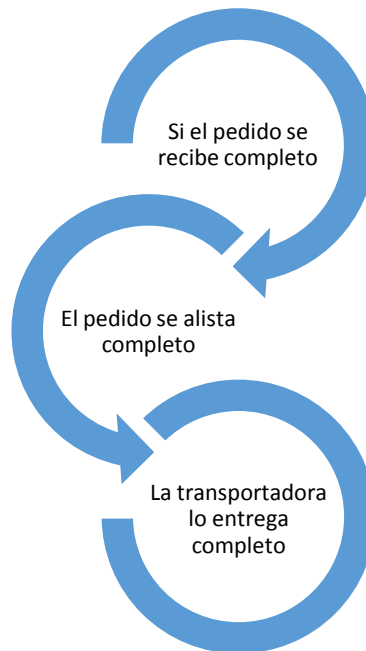 Si el pedido se
recibe completo
El pedido se alista
completo
La transportadora
lo entrega
completo